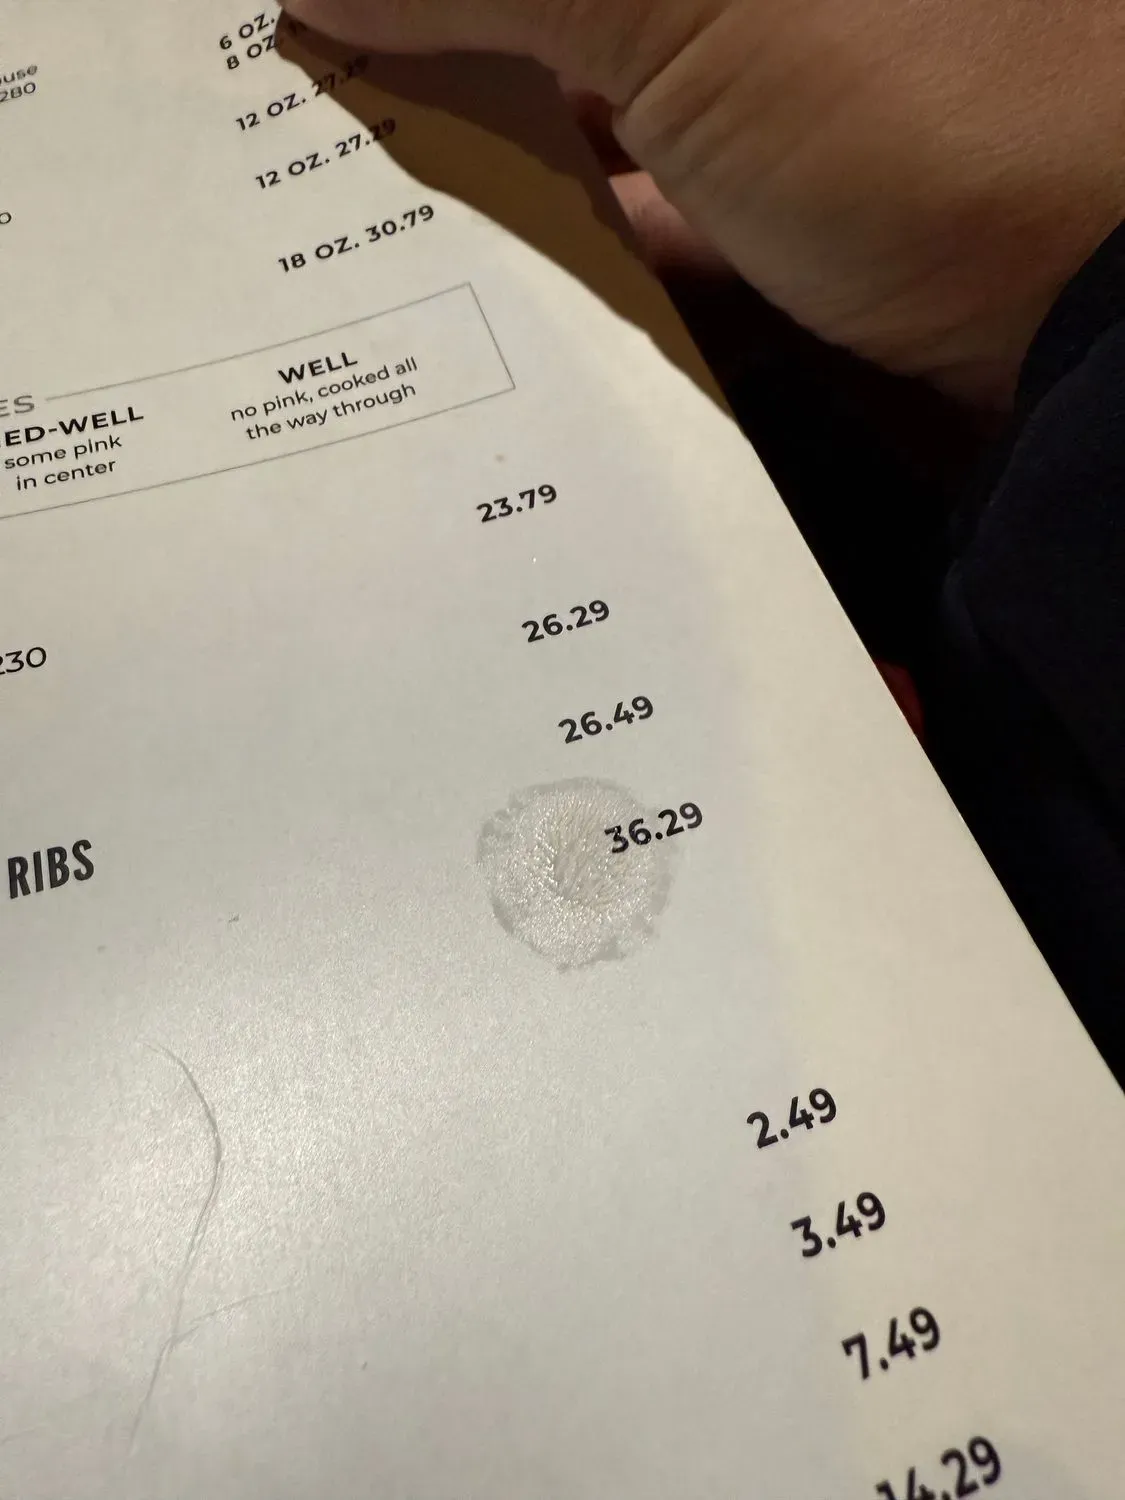 6 OZ.
8 OZ.
use
280
12 OZ. 27.29
12 OZ. 27.29
18 OZ. 30.79
ES
ED-WELL
some pink
in center
WELL
no pink, cooked all
the way through
23.79
26.29
230
26.49
36.29
RIBS
2.49
3.49
7.49
14.29